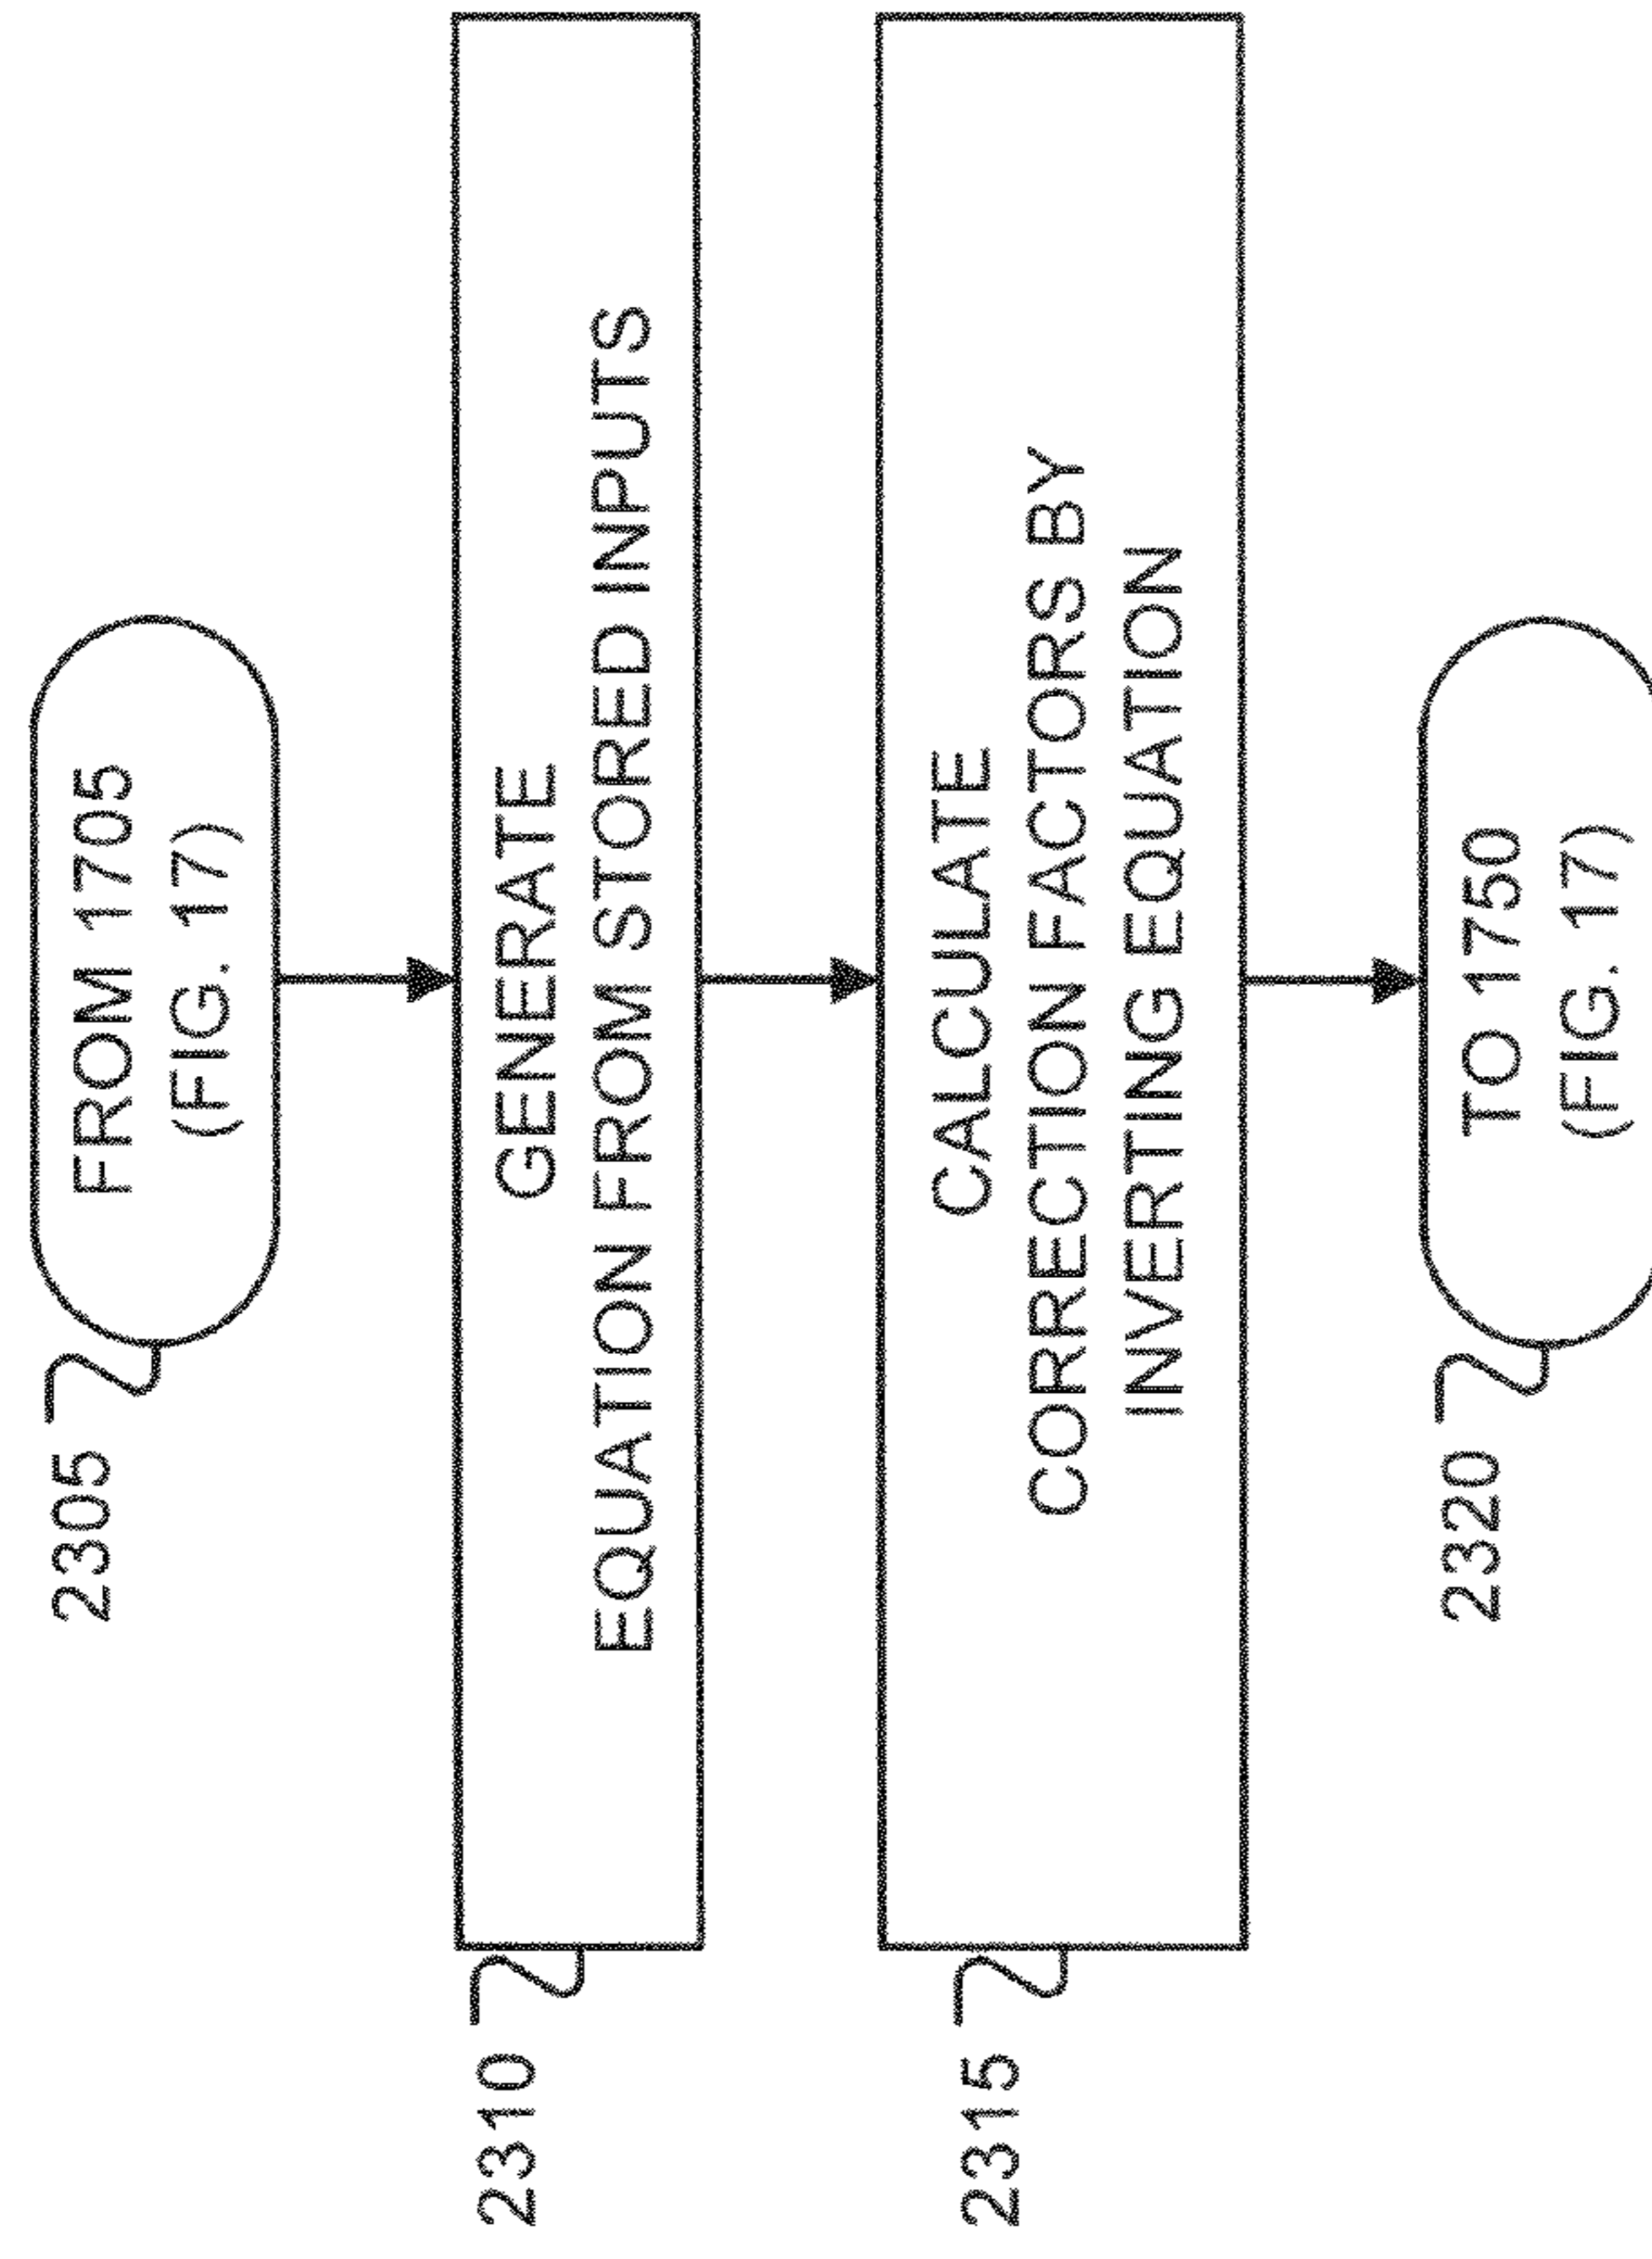 2305
FROM 1705
(FIG. 17)
2310
GENERATE
EQUATION FROM STORED INPUTS
2315
CALCULATE
CORRECTION FACTORS BY
INVERTING EQUATION
2320
TO 1750
(FIG. 17)